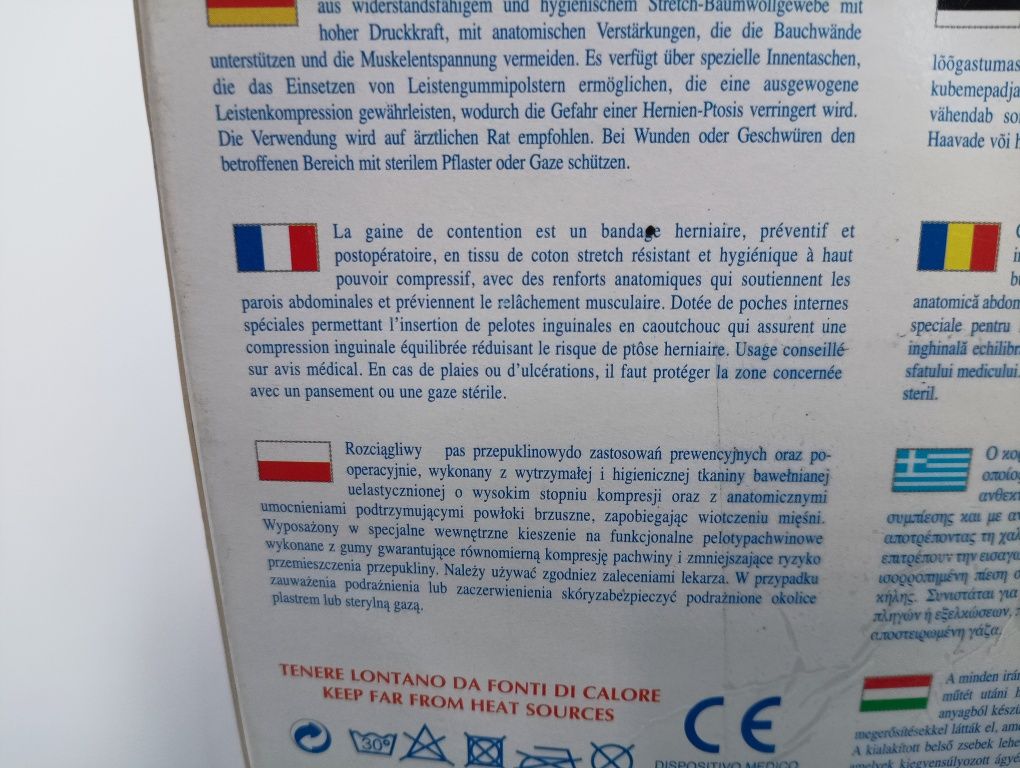 aus widerstandsfähigem und hygienischem Stretch-Baumwollgewebe mit
hoher Druckkraft, mit anatomischen Verstärkungen, die die Bauchwände
unterstützen und die Muskelentspannung vermeiden. Es verfügt über spezielle Innentaschen,
die das Einsetzen von Leistengummipolstern ermöglichen, die eine ausgewogene
Leistenkompression gewährleisten, wodurch die Gefahr einer Hernien-Ptosis verringert wird.
Die Verwendung wird auf ärztlichen Rat empfohlen. Bei Wunden oder Geschwüren den
betroffenen Bereich mit sterilem Pflaster oder Gaze schützen.
La gaine de contention est un bandage herniaire, préventif et
postopératoire, en tissu de coton stretch résistant et hygiénique à haut
pouvoir compressif, avec des renforts anatomiques qui soutiennent les
parois abdominales et préviennent le relâchement musculaire. Dotée de poches internes
spéciales permettant l'insertion de pelotes inguinales en caoutchouc qui assurent une
compression inguinale équilibrée réduisant le risque de ptôse herniaire. Usage conseillé
sur avis médical. En cas de plaies ou d'ulcérations, il faut protéger la zone concernée
avec un pansement ou une gaze stérile.
Rozciągliwy pas przepuklinowydo zastosowań prewencyjnych oraz po-
operacyjnie, wykonany z wytrzymałej i higienicznej tkaniny bawełnianej
uelastycznionej o wysokim stopniu kompresji oraz z anatomicznymi
umocnieniami podtrzymującymi powłoki brzuszne, zapobiegając wiotczeniu mięśni.
Wyposażony w specjalne wewnętrzne kieszenie na funkcjonalne pelotypachwinowe
wykonane z gumy gwarantujące równomierną kompresję pachwiny i zmniejszające ryzyko
przemieszczenia przepukliny. Należy używać zgodniez zaleceniami lekarza. W przypadku
zauważenia podrażnienia lub zaczerwienienia skóryzabezpieczyć podrażnione okolice
plastrem lub sterylną gazą.
TENERE LONTANO DA FONTI DI CALORE
KEEP FAR FROM HEAT SOURCES
30°
CE
DISPOSITIVO MEDICO
lõõgastumas
kubemepadja
vähendab
Haavade või
anatomică abdom
speciale pentru
inghinală echilibr
sfatului medicului.
steril.
Ο
συμπίεσης και με
αποτρέποντας τη
επιτρέπουν την
ισορροπημένη πίεση
κήλης. Συνιστάται για
πληγών ή εξελκώσεων,
αποστειρωμένη γάζα.
A minden
műtét utáni
anyagból
megerősítésekkel látták el,
A kialakított belső zsebek
amelyek kiegyensúlyozott